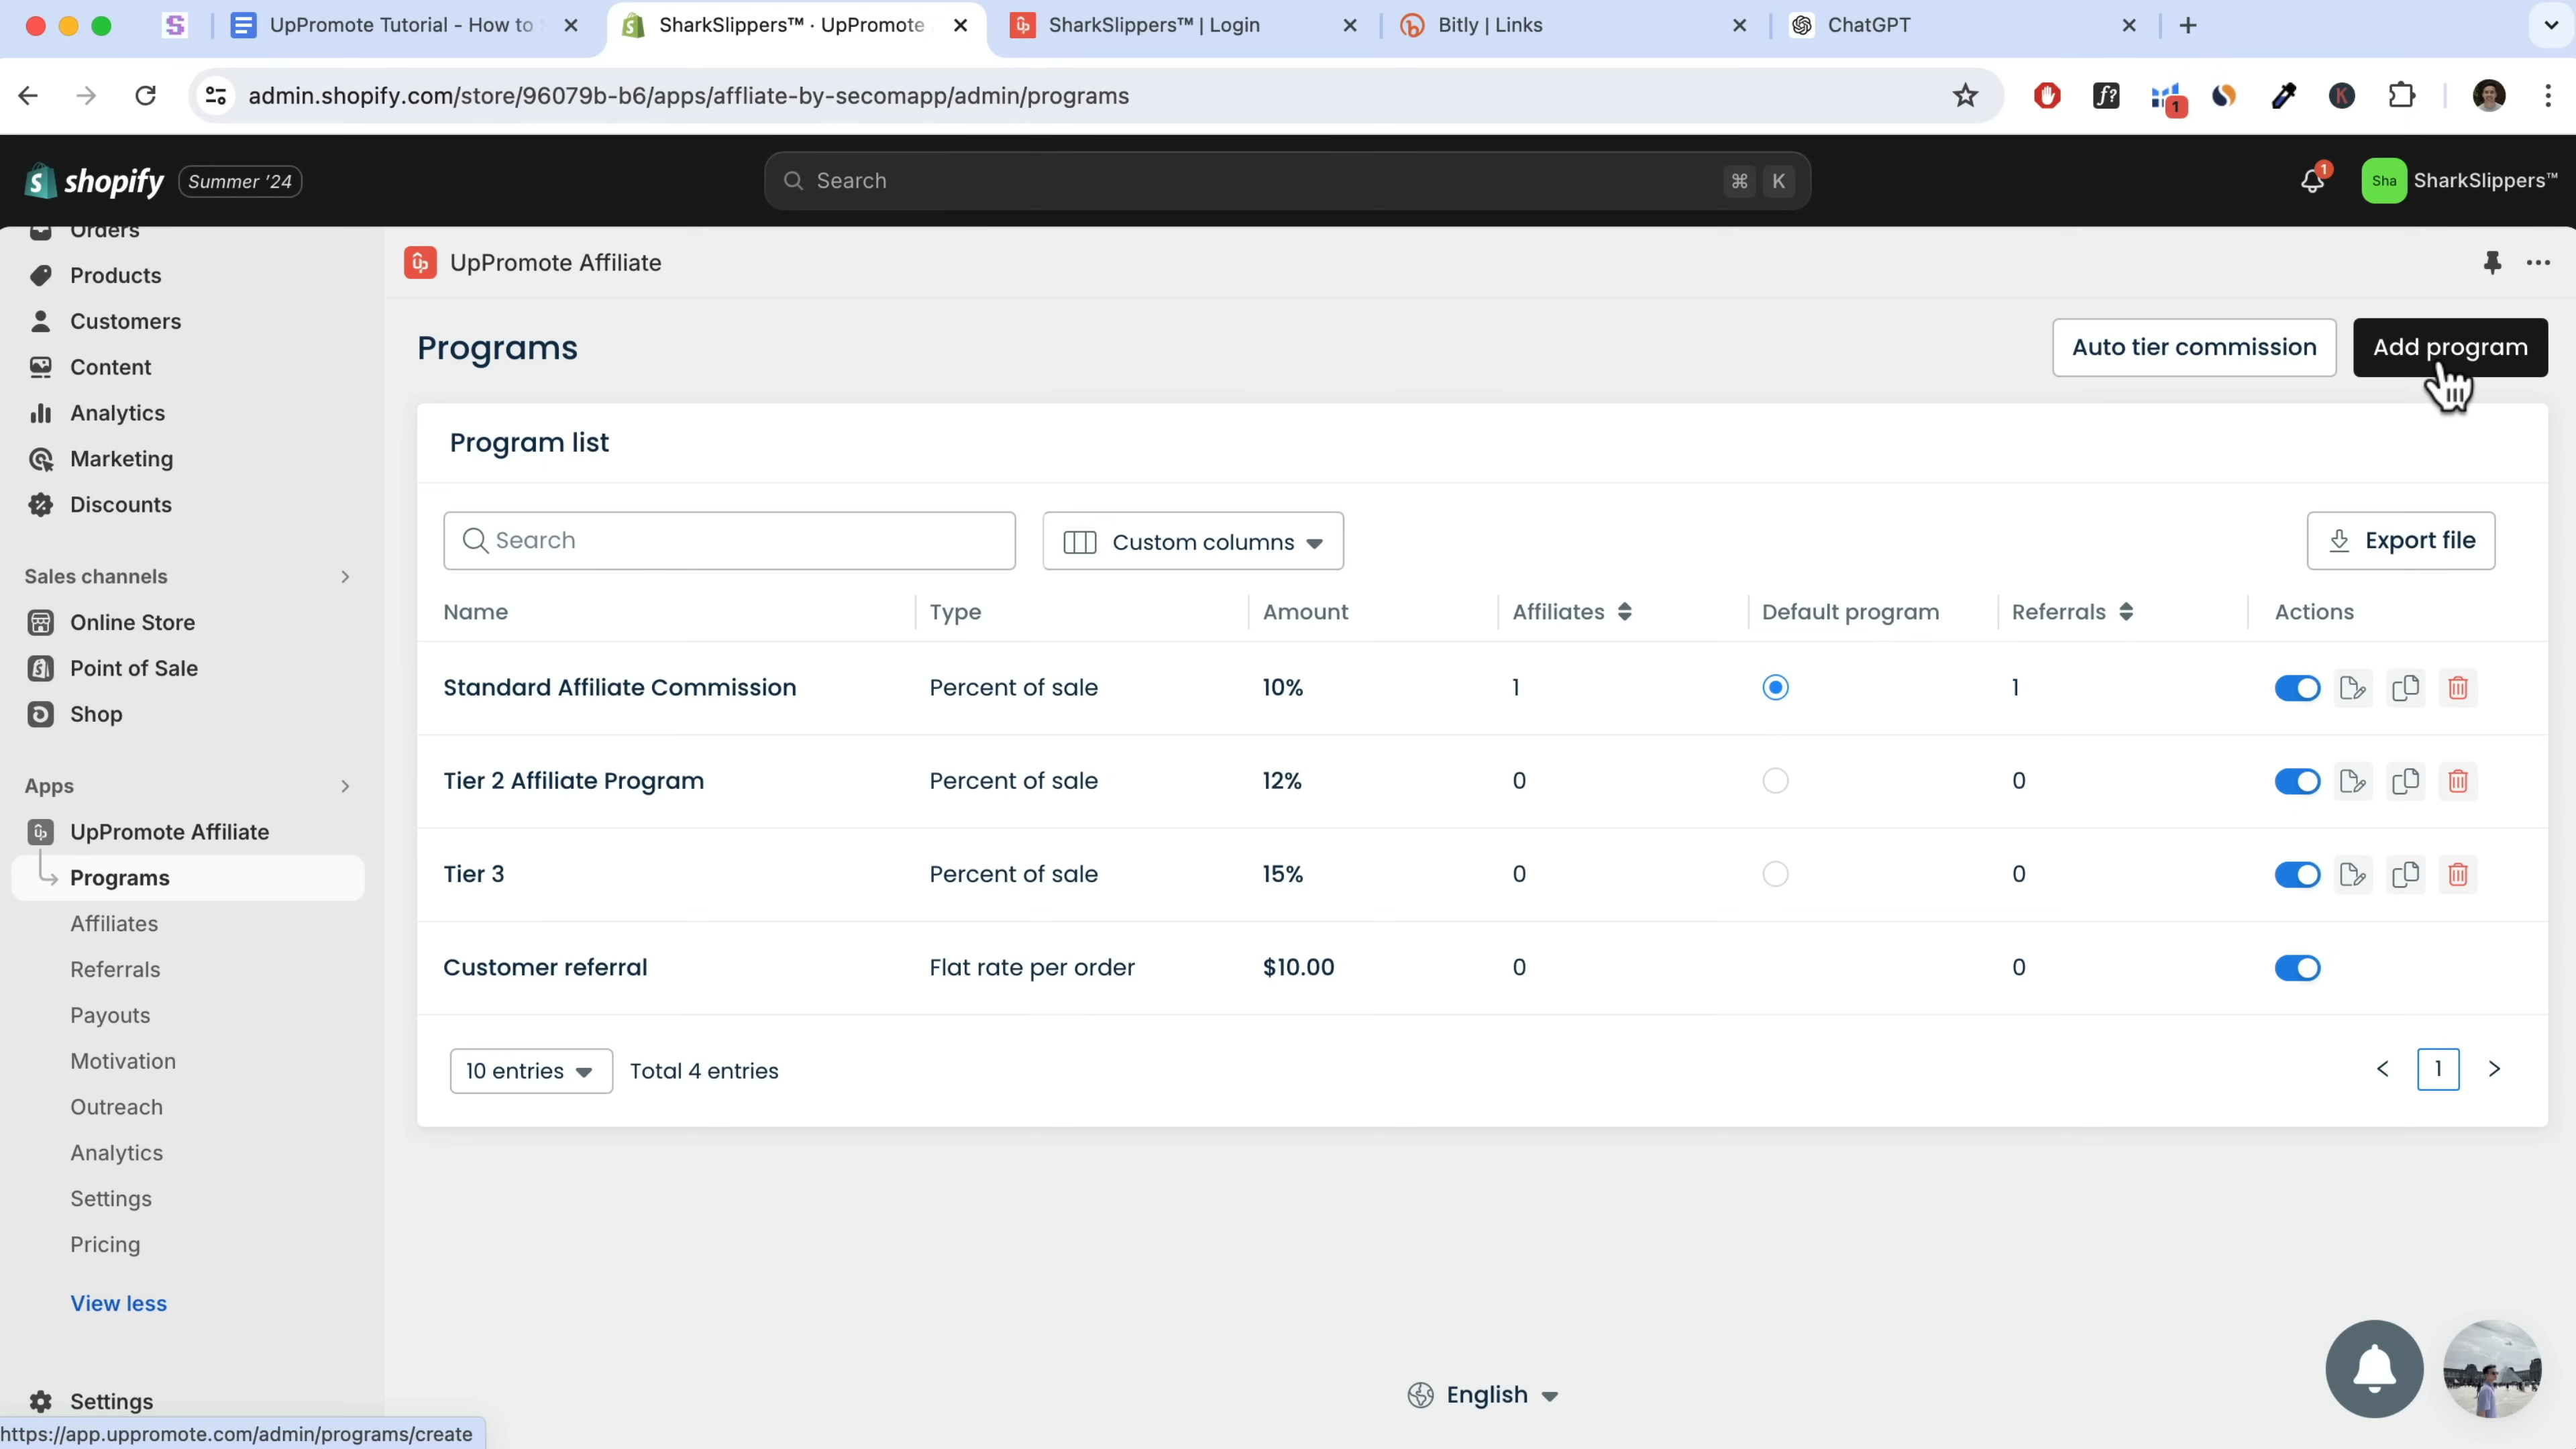 UpPromote Tutorial - How to
SharkSlippers™ · UpPromote
SharkSlippers™ | Login
Bitly | Links
ChatGPT
admin.shopify.com/store/96079b-b6/apps/affliate-by-secomapp/admin/programs
f?
1
K
shopify
Summer '24
Search
⌘ K
1
Sha
SharkSlippers™
Orders
Products
Customers
Content
Analytics
Marketing
Discounts
Sales channels
Online Store
Point of Sale
Shop
Apps
UpPromote Affiliate
Programs
Affiliates
Referrals
Payouts
Motivation
Outreach
Analytics
Settings
Pricing
View less
Settings
https://app.uppromote.com/admin/programs/create
UpPromote Affiliate
Programs
Auto tier commission
Add program
Program list
Search
Custom columns
Export file
Name Type Amount Affiliates Default program Referrals Actions
Standard Affiliate Commission Percent of sale 10% 1 1
Tier 2 Affiliate Program Percent of sale 12% 0 0
Tier 3 Percent of sale 15% 0 0
Customer referral Flat rate per order $10.00 0 0
10 entries Total 4 entries
1
English